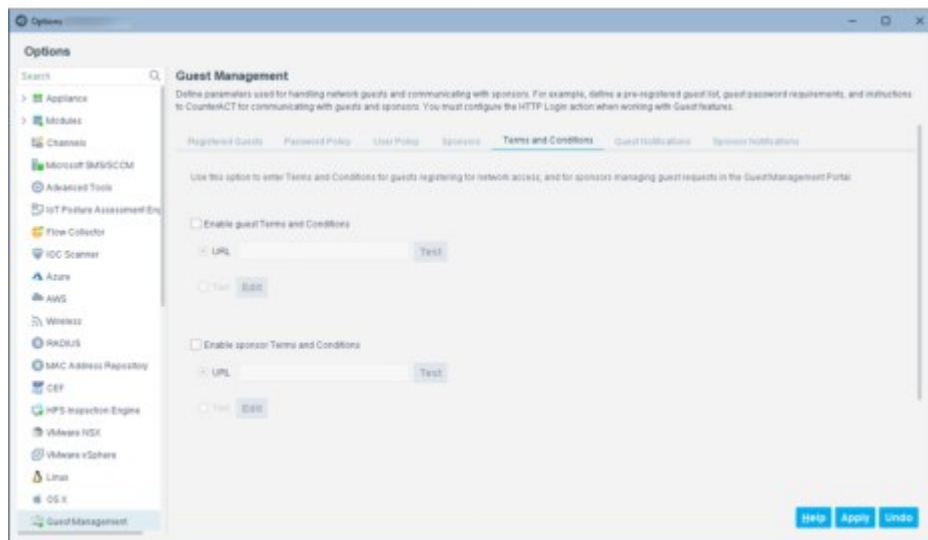 Options
Options
Search
Guest Management
Define parameters used for handling network guests and communicating with sponsors. For example, define a pre-registered guest list, guest password requirements, and instructions
to CounterACT for communicating with guests and sponsors. You must configure the HTTP Login action when working with Guest features.
Appliance
Modules
Channels
Microsoft SMS/SCCM
Advanced Tools
IoT Posture Assessment Eng
Flow Collector
IOC Scanner
Azure
AWS
Wireless
RADIUS
MAC Address Repository
CEF
HPS Inspection Engine
VMware NSX
VMware vSphere
Linux
OS X
Guest Management
Registered Guests Password Policy User Policy Sponsors Terms and Conditions Guest Notifications Sponsor Notifications
Use this option to enter Terms and Conditions for guests registering for network access, and for sponsors managing guest requests in the Guest Management Portal.
Enable guest Terms and Conditions
URL Test
Text Edit
Enable sponsor Terms and Conditions
URL Test
Text Edit
Help Apply Undo